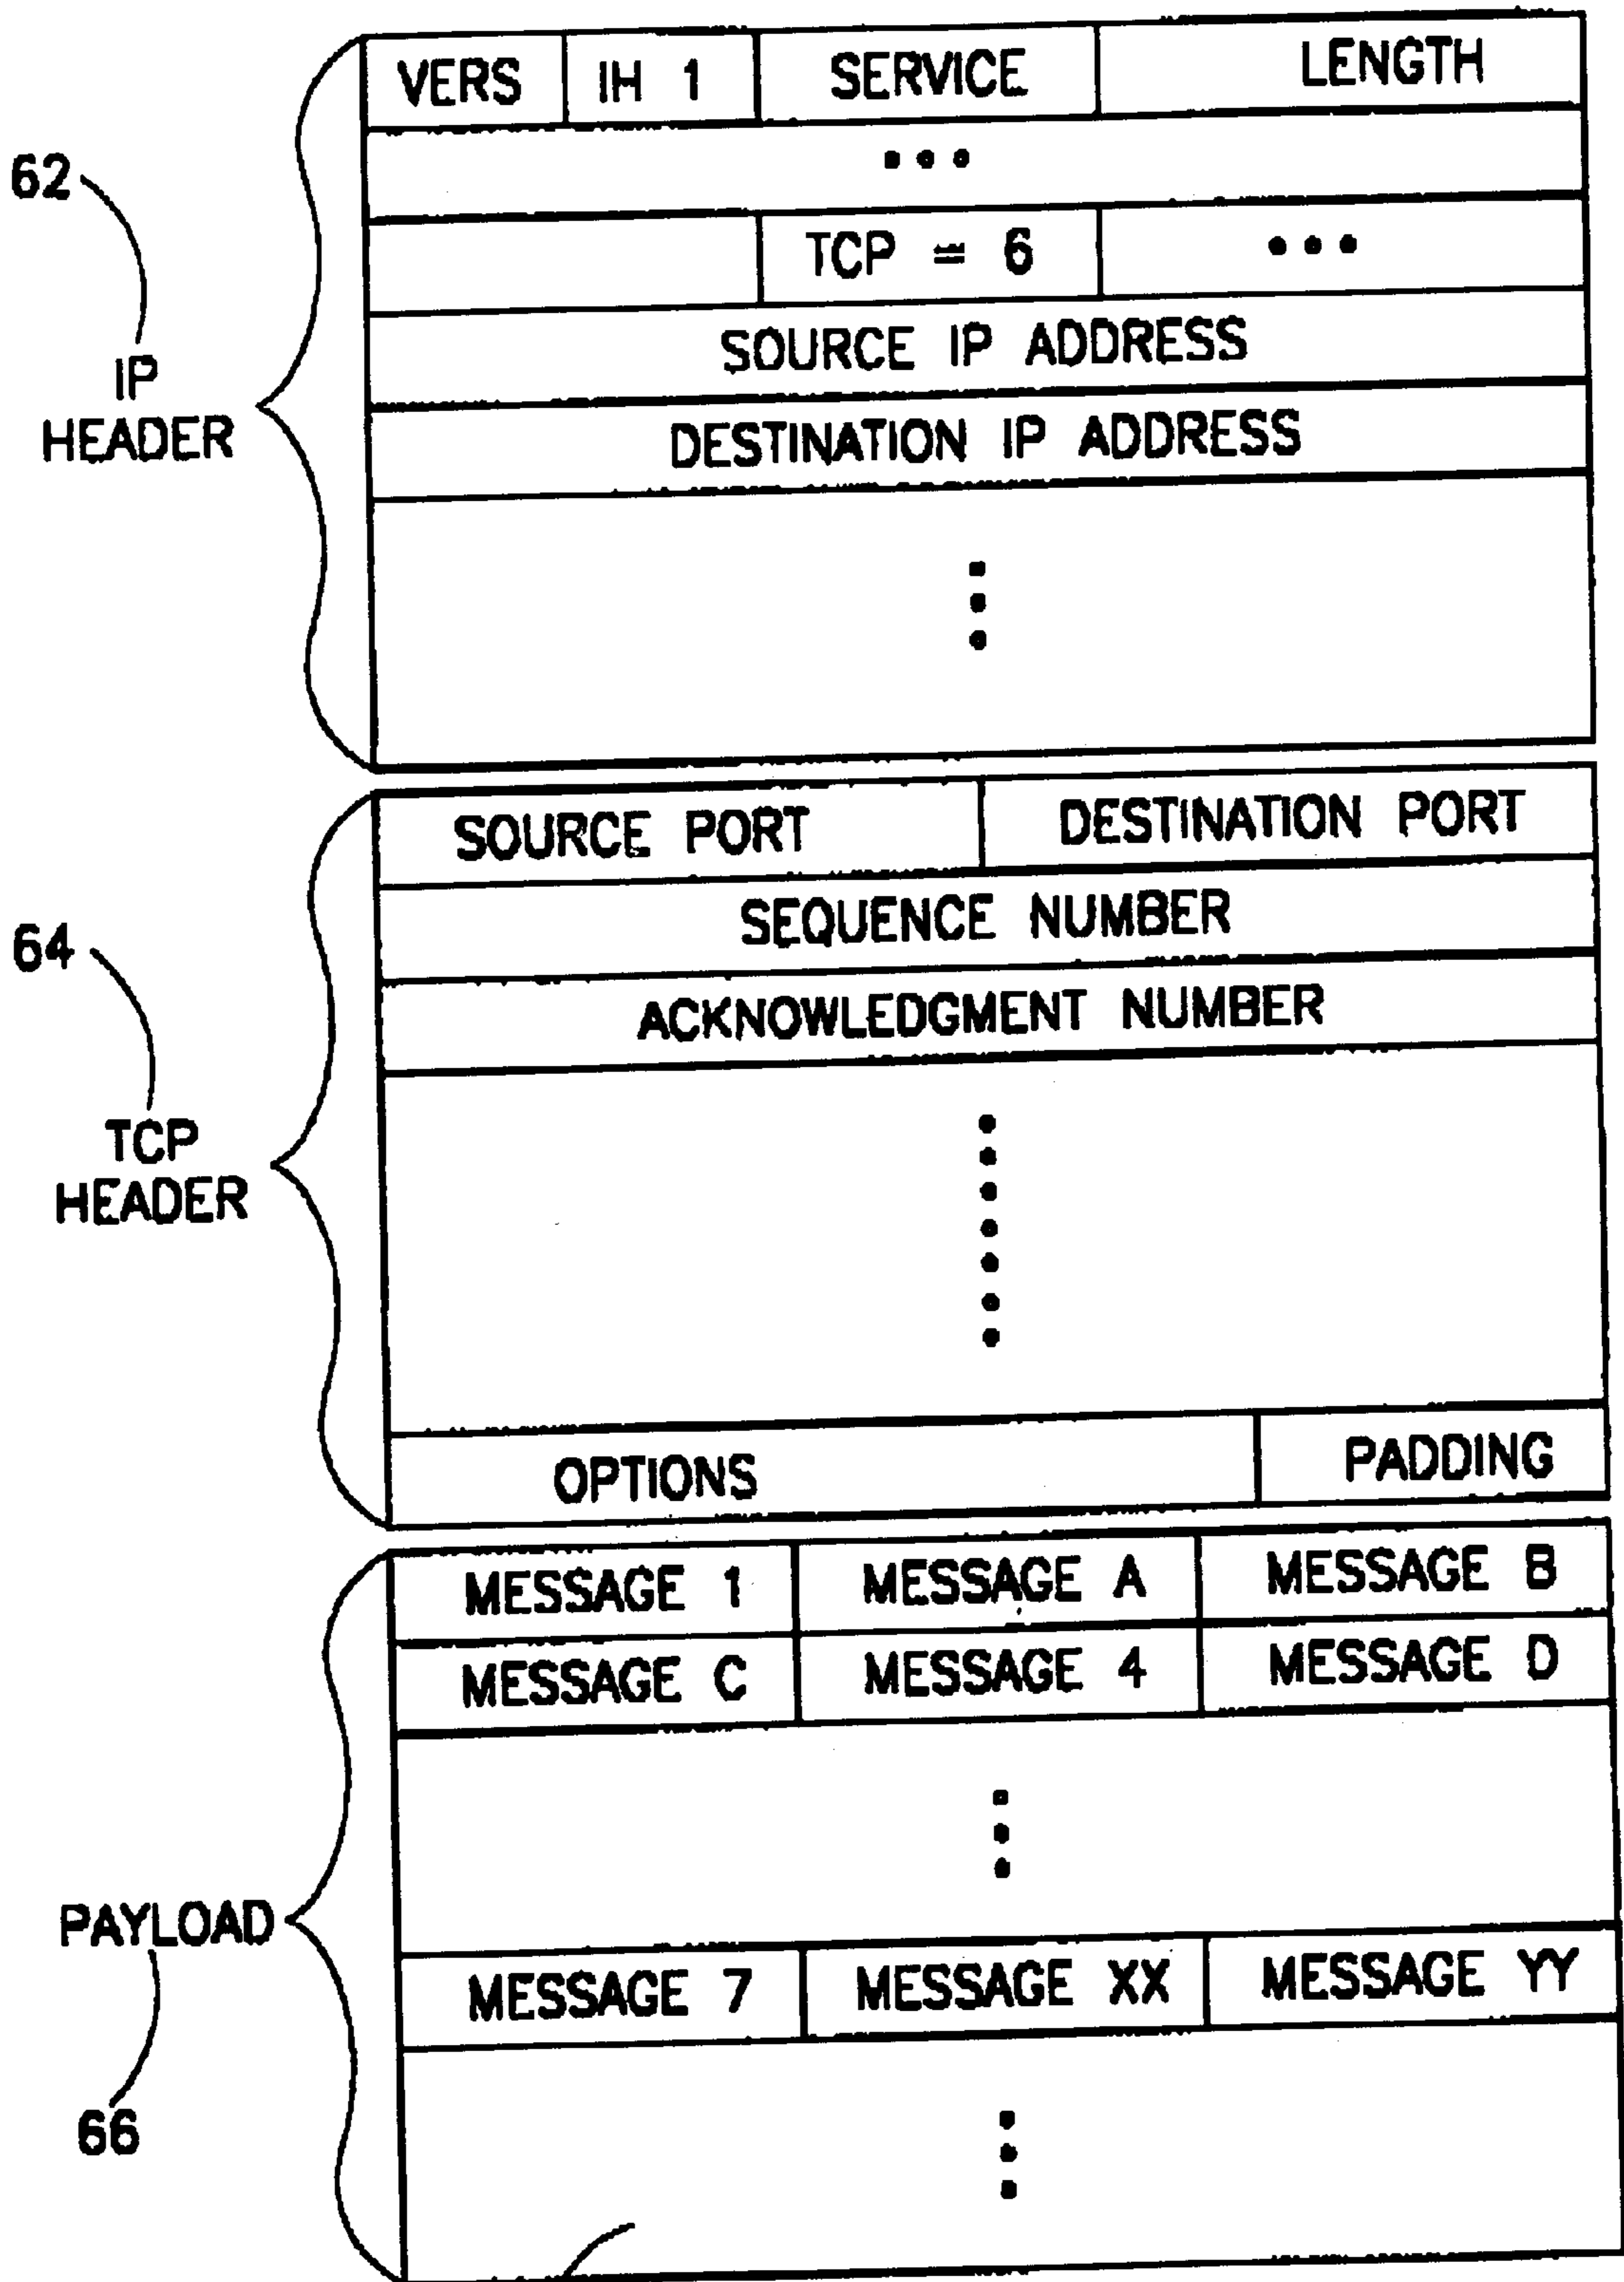 VERS IH 1 SERVICE LENGTH
• • •
62
TCP = 6 • • •
SOURCE IP ADDRESS
IP
HEADER
DESTINATION IP ADDRESS
SOURCE PORT DESTINATION PORT
SEQUENCE NUMBER
64
ACKNOWLEDGMENT NUMBER
TCP
HEADER
OPTIONS PADDING
MESSAGE 1 MESSAGE A MESSAGE B
MESSAGE C MESSAGE 4 MESSAGE D
PAYLOAD
MESSAGE 7 MESSAGE XX MESSAGE YY
66